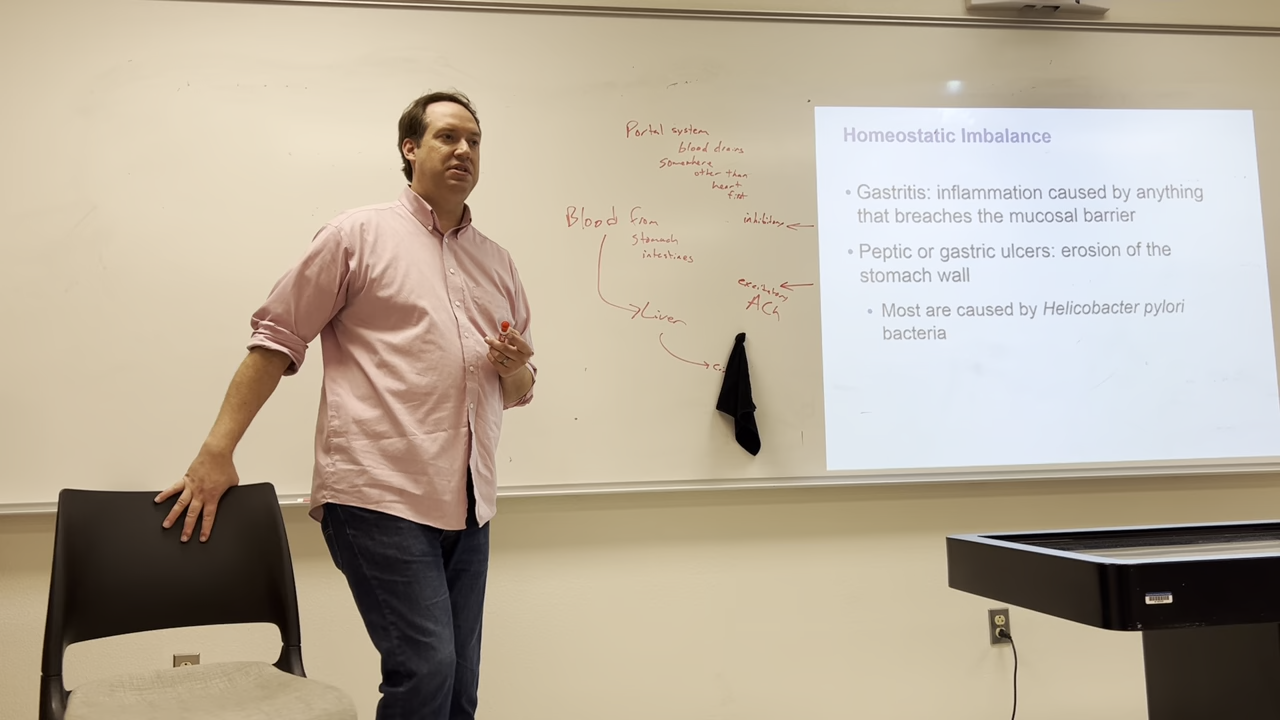 Portal system
blood drains
somewhere
other than
heart
first
Blood from
stomach
intestines
Liver
inhibitory
excitatory
ACh
Homeostatic Imbalance
• Gastritis: inflammation caused by anything
that breaches the mucosal barrier
• Peptic or gastric ulcers: erosion of the
stomach wall
• Most are caused by Helicobacter pylori
bacteria